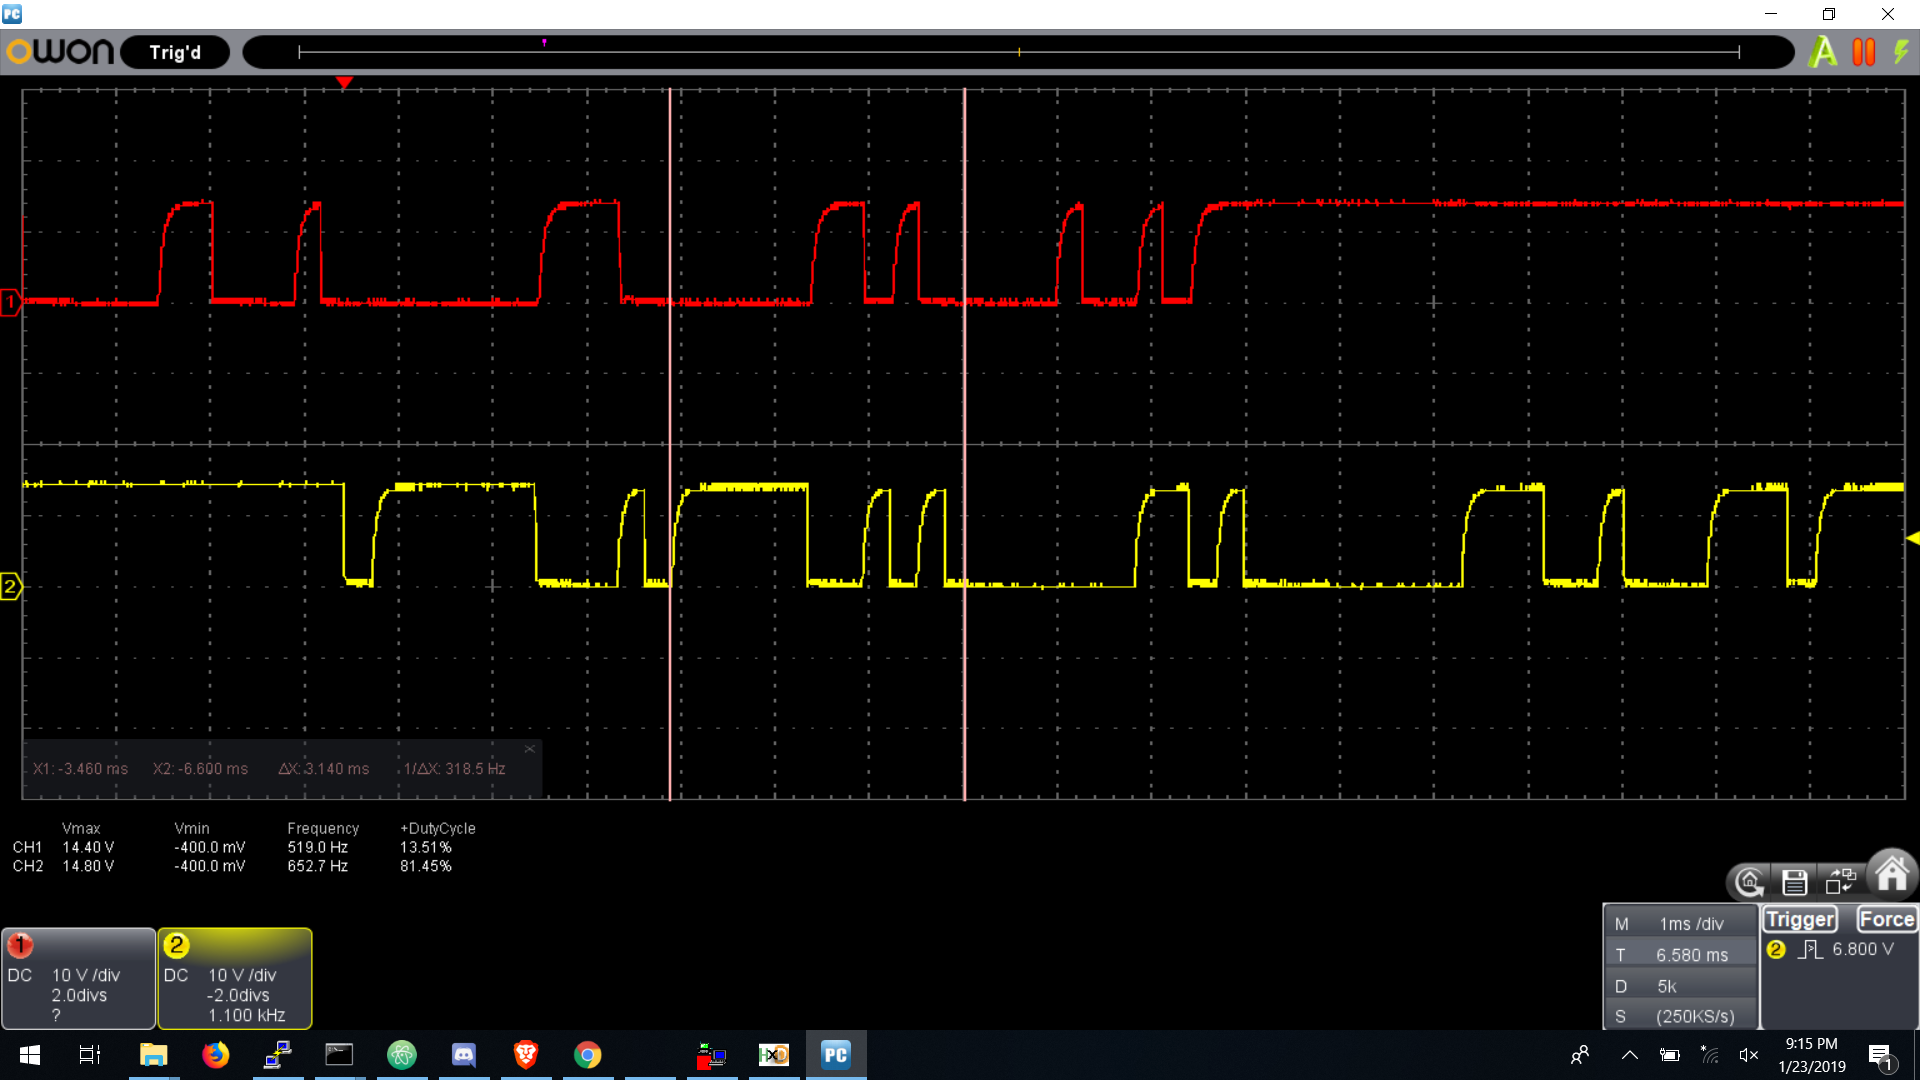 PC
OWON Trig'd
1
2
X1: -3.460 ms X2: -6.600 ms ΔX: 3.140 ms 1/ΔX: 318.5 Hz
Vmax Vmin Frequency +DutyCycle
CH1 14.40 V -400.0 mV 519.0 Hz 13.51%
CH2 14.80 V -400.0 mV 652.7 Hz 81.45%
1
DC 10 V /div
2.0divs
?
2
DC 10 V /div
-2.0divs
1.100 kHz
M 1ms /div
T 6.580 ms
D 5k
S (250KS/s)
Trigger Force
2 6.800 V
HXD PC
9:15 PM
1/23/2019
1